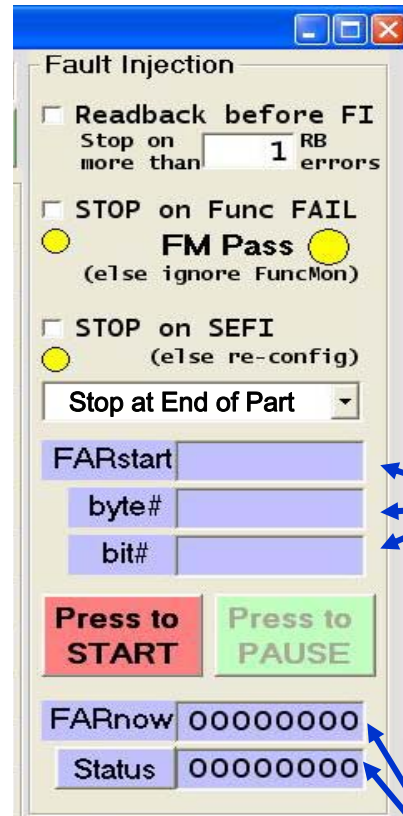 Fault Injection
Readback before FI
Stop on more than 1 RB errors
STOP on Func FAIL
FM Pass
(else ignore FuncMon)
STOP on SEFI
(else re-config)
Stop at End of Part
FARstart
byte#
bit#
Press to START
Press to PAUSE
FARnow 00000000
Status 00000000